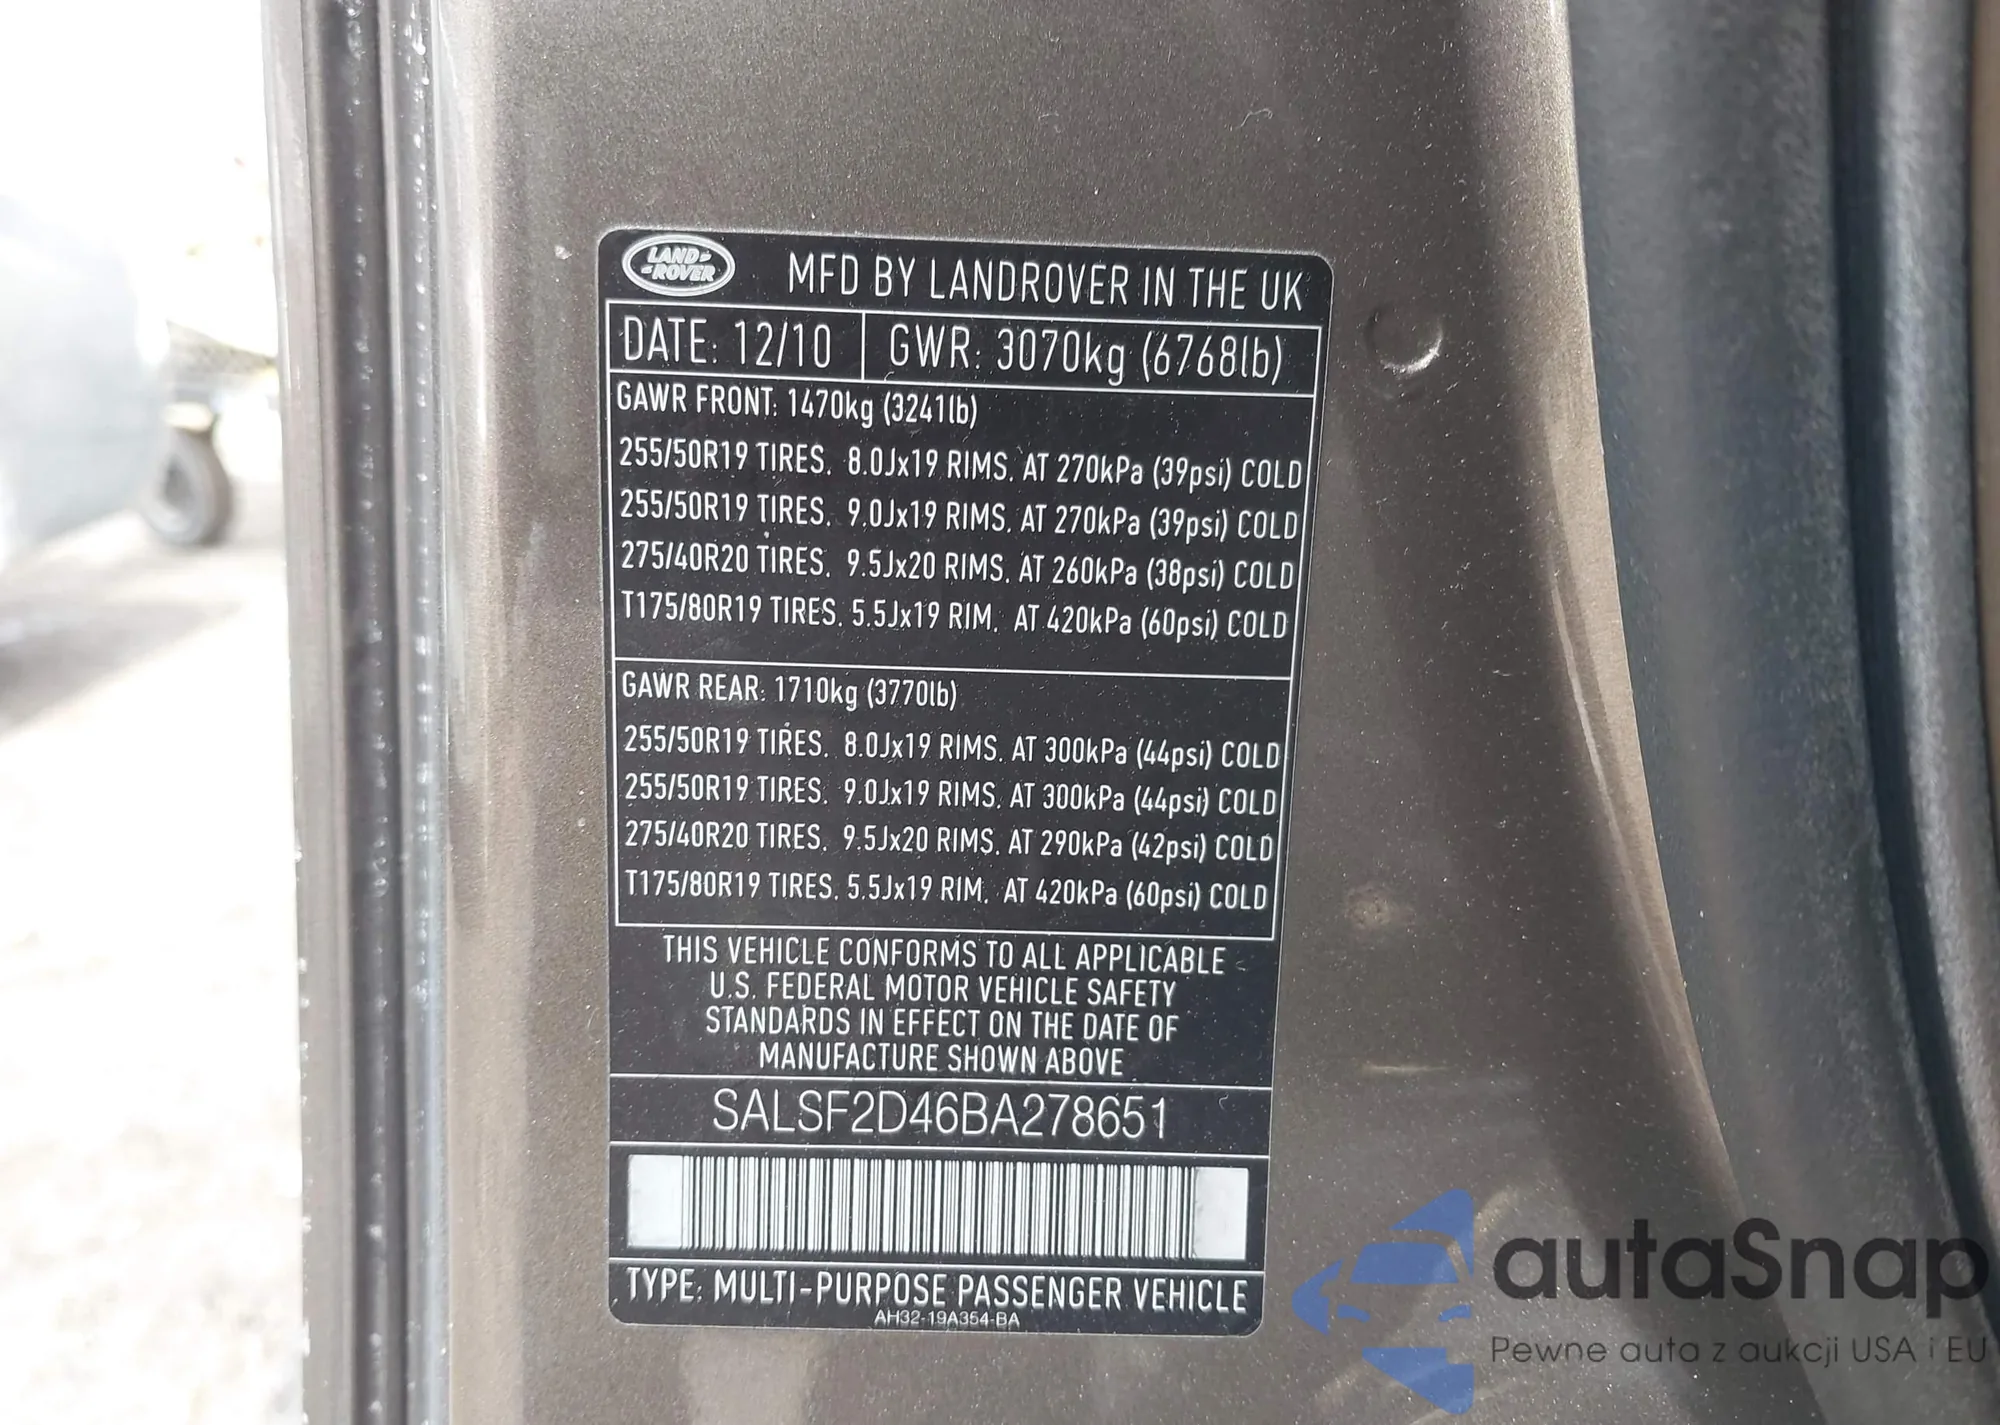 LAND ROVER
MFD BY LANDROVER IN THE UK
DATE: 12/10 GWR: 3070kg (6768lb)
GAWR FRONT: 1470kg (3241lb)
255/50R19 TIRES. 8.0Jx19 RIMS. AT 270kPa (39psi) COLD
255/50R19 TIRES. 9.0Jx19 RIMS. AT 270kPa (39psi) COLD
275/40R20 TIRES. 9.5Jx20 RIMS. AT 260kPa (38psi) COLD
T175/80R19 TIRES. 5.5Jx19 RIM. AT 420kPa (60psi) COLD
GAWR REAR: 1710kg (3770lb)
255/50R19 TIRES. 8.0Jx19 RIMS. AT 300kPa (44psi) COLD
255/50R19 TIRES. 9.0Jx19 RIMS. AT 300kPa (44psi) COLD
275/40R20 TIRES. 9.5Jx20 RIMS. AT 290kPa (42psi) COLD
T175/80R19 TIRES. 5.5Jx19 RIM. AT 420kPa (60psi) COLD
THIS VEHICLE CONFORMS TO ALL APPLICABLE
U.S. FEDERAL MOTOR VEHICLE SAFETY
STANDARDS IN EFFECT ON THE DATE OF
MANUFACTURE SHOWN ABOVE
SALSF2D46BA278651
TYPE: MULTI-PURPOSE PASSENGER VEHICLE
AH32-19A354-BA
autaSnap
Pewne auta z aukcji USA i EU